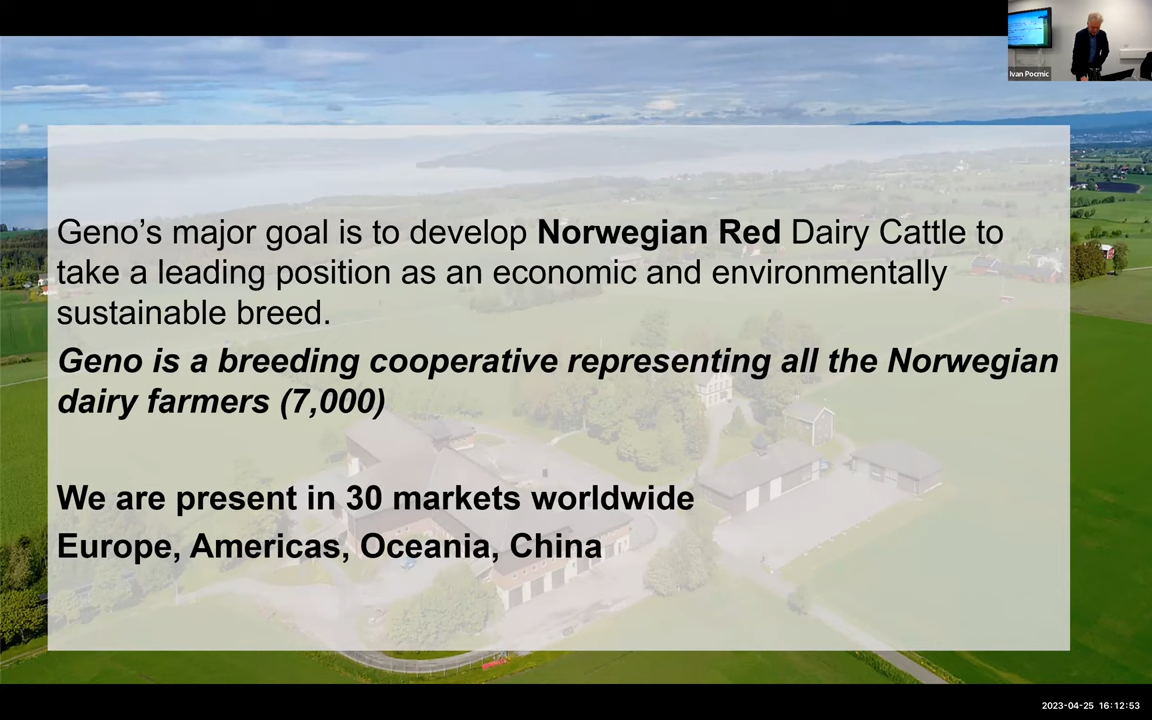 Ivan Pocrnic
Geno’s major goal is to develop Norwegian Red Dairy Cattle to
take a leading position as an economic and environmentally
sustainable breed.
Geno is a breeding cooperative representing all the Norwegian
dairy farmers (7,000)
We are present in 30 markets worldwide
Europe, Americas, Oceania, China
2023-04-25 16:12:53